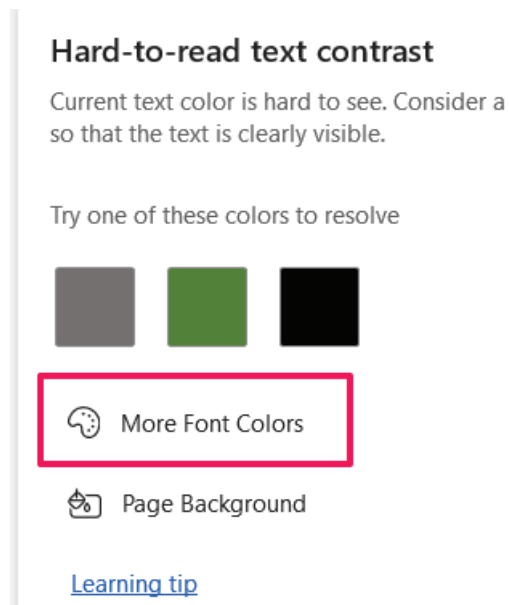 Hard-to-read text contrast
Current text color is hard to see. Consider a
so that the text is clearly visible.
Try one of these colors to resolve
More Font Colors
Page Background
Learning tip